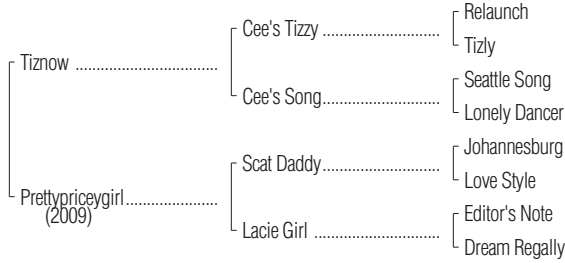 Relaunch
Cee's Tizzy ..............................
Tizly
Tiznow .....................................
Seattle Song
Cee's Song..............................
Lonely Dancer
Johannesburg
Scat Daddy..............................
Love Style
Prettypriceygirl........................
(2009)
Editor's Note
Lacie Girl ................................
Dream Regally